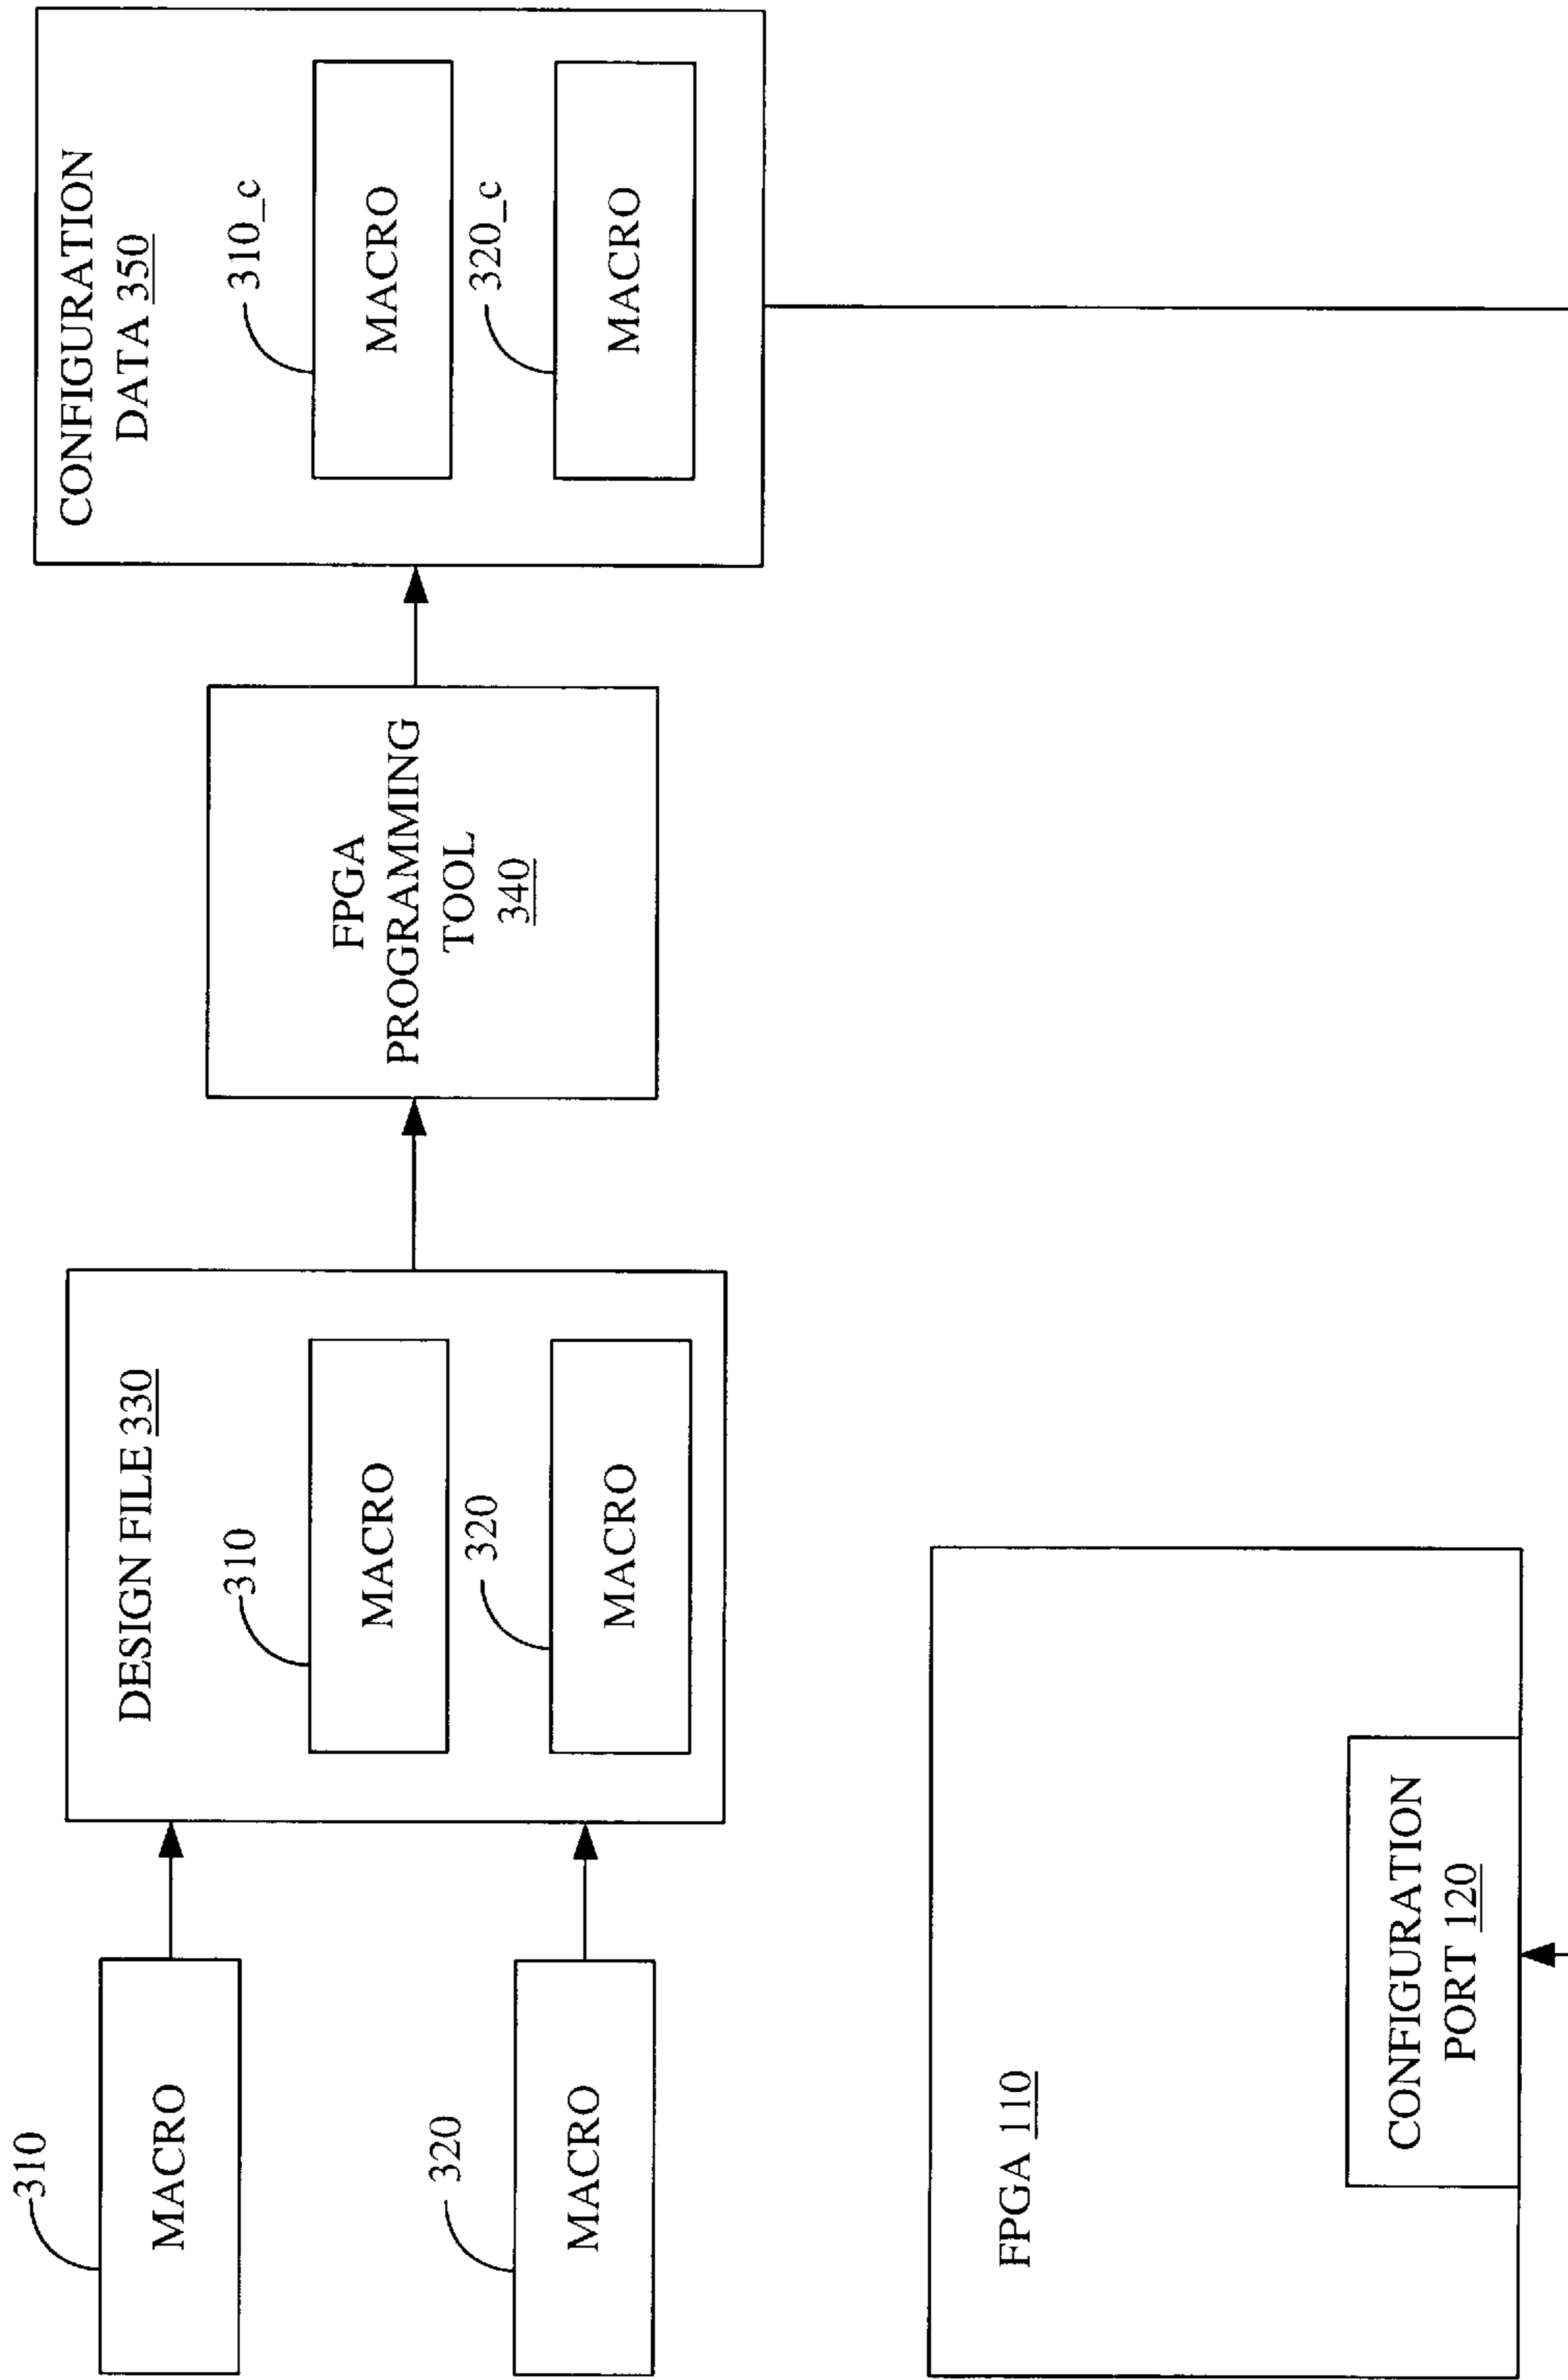 310
MACRO
320
MACRO
DESIGN FILE 330
310
MACRO
320
MACRO
FPGA
PROGRAMMING
TOOL
340
CONFIGURATION
DATA 350
310_c
MACRO
320_c
MACRO
FPGA 110
CONFIGURATION
PORT 120